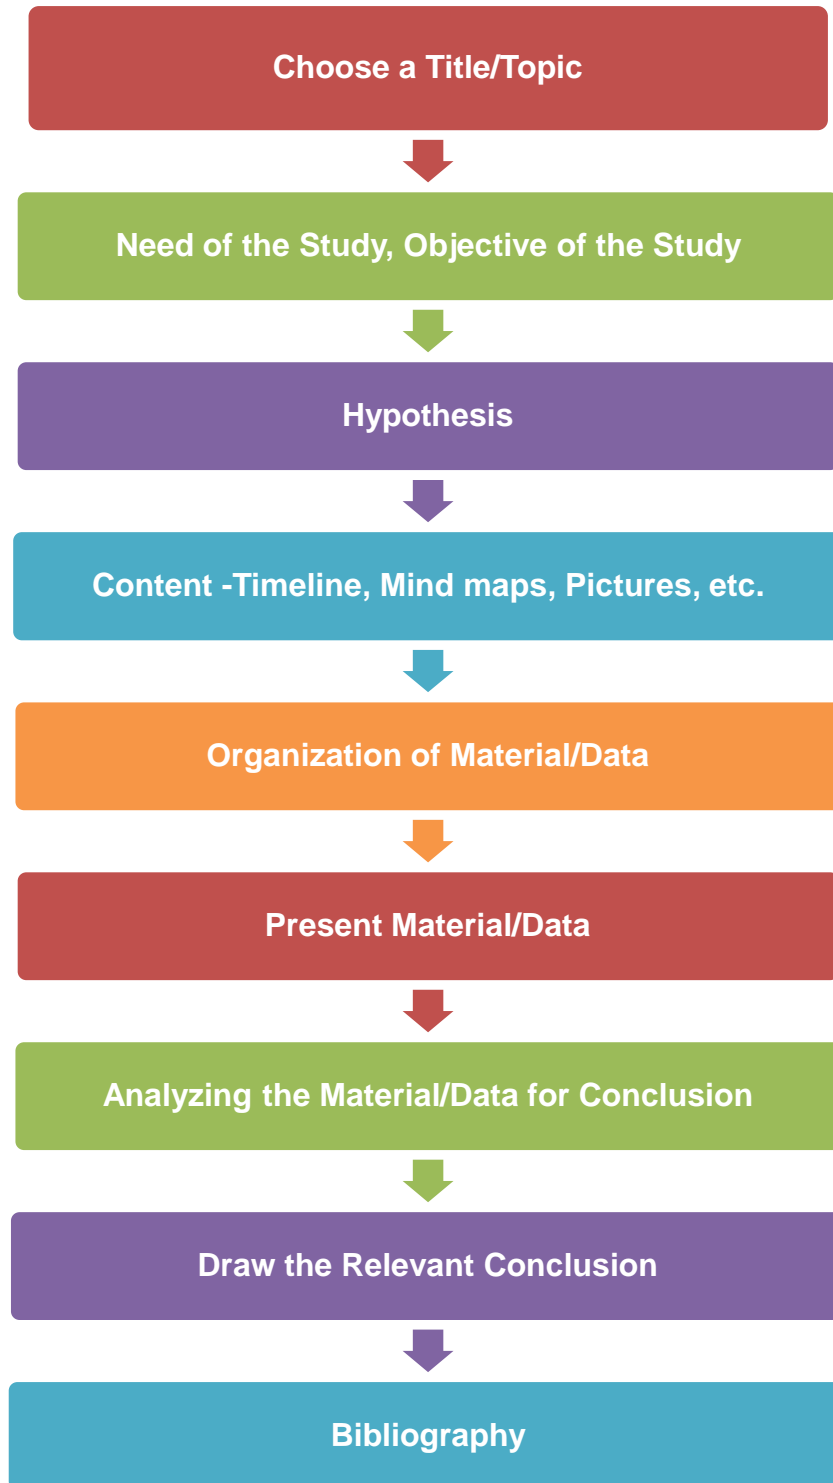 Choose a Title/Topic
Need of the Study, Objective of the Study
Hypothesis
Content -Timeline, Mind maps, Pictures, etc.
Organization of Material/Data
Present Material/Data
Analyzing the Material/Data for Conclusion
Draw the Relevant Conclusion
Bibliography